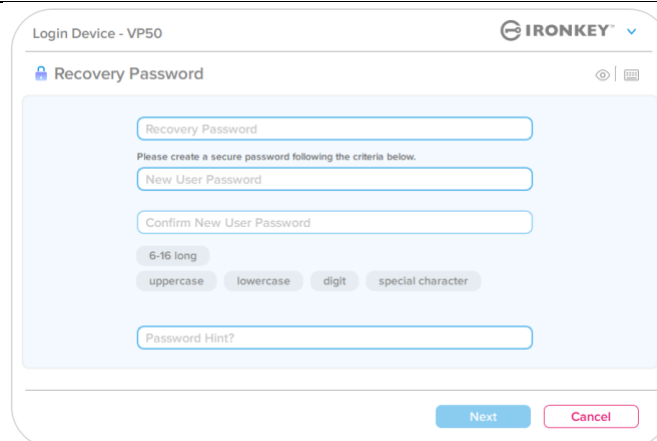 Login Device - VP50
IRONKEY™
Recovery Password
Recovery Password
Please create a secure password following the criteria below.
New User Password
Confirm New User Password
6-16 long
uppercase lowercase digit special character
Password Hint?
Next Cancel